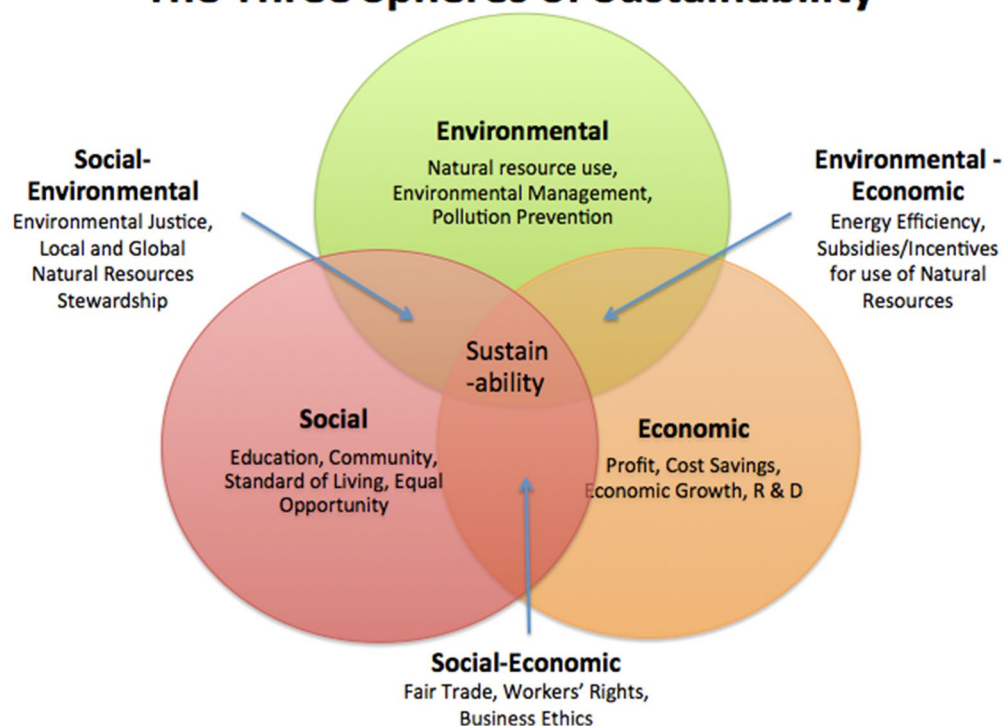 The Three Spheres of Sustainability
Environmental
Natural resource use,
Environmental Management,
Pollution Prevention
Social-
Environmental
Environmental Justice,
Local and Global
Natural Resources
Stewardship
Environmental -
Economic
Energy Efficiency,
Subsidies/Incentives
for use of Natural
Resources
Sustain
-ability
Social
Education, Community,
Standard of Living, Equal
Opportunity
Economic
Profit, Cost Savings,
Economic Growth, R & D
Social-Economic
Fair Trade, Workers’ Rights,
Business Ethics